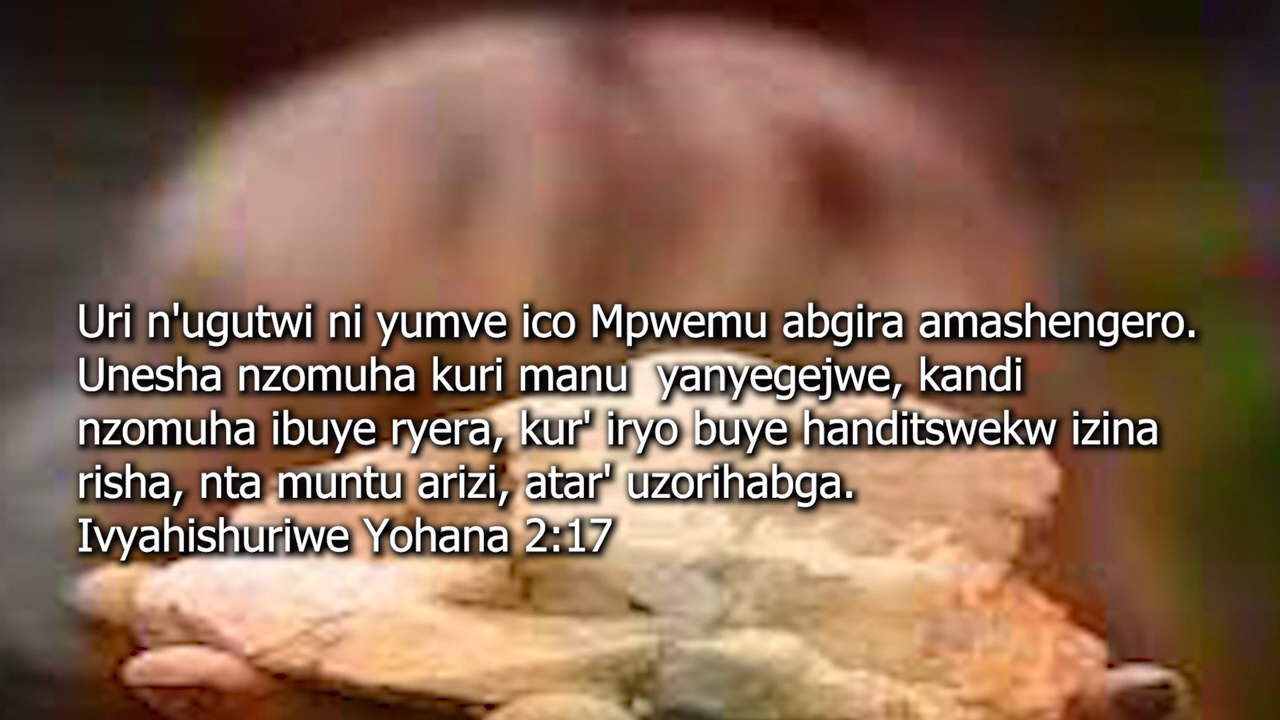 Uri n'ugutwi ni yumve ico Mpwemu abgira amashengero.
Unesha nzomuha kuri manu  yanyegejwe, kandi
nzomuha ibuye ryera, kur' iryo buye handitswekw izina
risha, nta muntu arizi, atar' uzorihabga.
Ivyahishuriwe Yohana 2:17